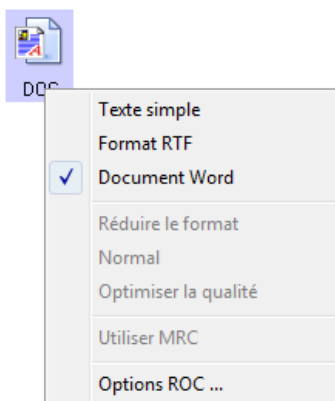 DOC
Texte simple
Format RTF
Document Word
Réduire le format
Normal
Optimiser la qualité
Utiliser MRC
Options ROC ...